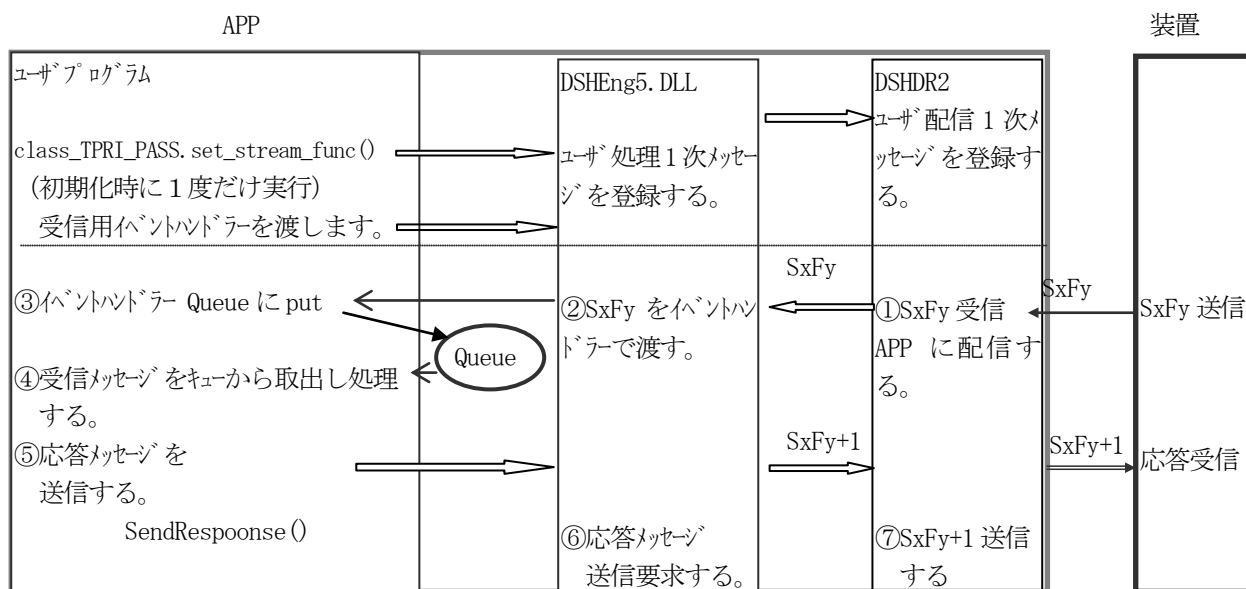 APP
装置
ﾕｰｻﾞﾌﾟﾛｸﾞﾗﾑ
class_TPRI_PASS.set_stream_func()
(初期化時に1度だけ実行)
受信用ｲﾍﾞﾝﾄﾊﾝﾄﾞﾗｰを渡します。
DSHEng5.DLL
ﾕｰｻﾞ処理1次ﾒｯｾｰ
ｼﾞを登録する。
DSHDR2
ﾕｰｻﾞ配信1次ﾒ
ｯｾｰｼﾞを登録す
る。
③ｲﾍﾞﾝﾄﾊﾝﾄﾞﾗｰ Queueにput
Queue
④受信ﾒｯｾｰｼﾞをｷｭｰから取出し処理
する。
⑤応答ﾒｯｾｰｼﾞを
送信する。
SendRespoonse()
②SxFy をｲﾍﾞﾝﾄﾊﾝ
ﾄﾞﾗｰで渡す。
⑥応答ﾒｯｾｰｼﾞ
送信要求する。
SxFy
SxFy+1
①SxFy 受信
APP に配信す
る。
⑦SxFy+1 送信
する
SxFy
SxFy+1
SxFy 送信
応答受信